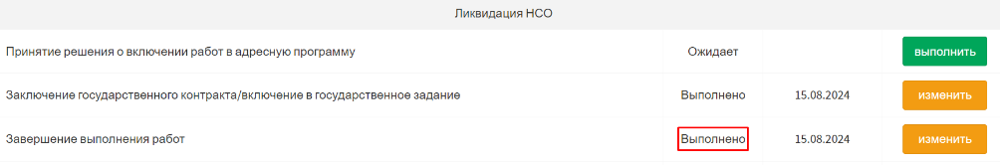 Ликвидация НСО
Принятие решения о включении работ в адресную программу Ожидает выполнить
Заключение государственного контракта/включение в государственное задание Выполнено 15.08.2024 изменить
Завершение выполнения работ Выполнено 15.08.2024 изменить